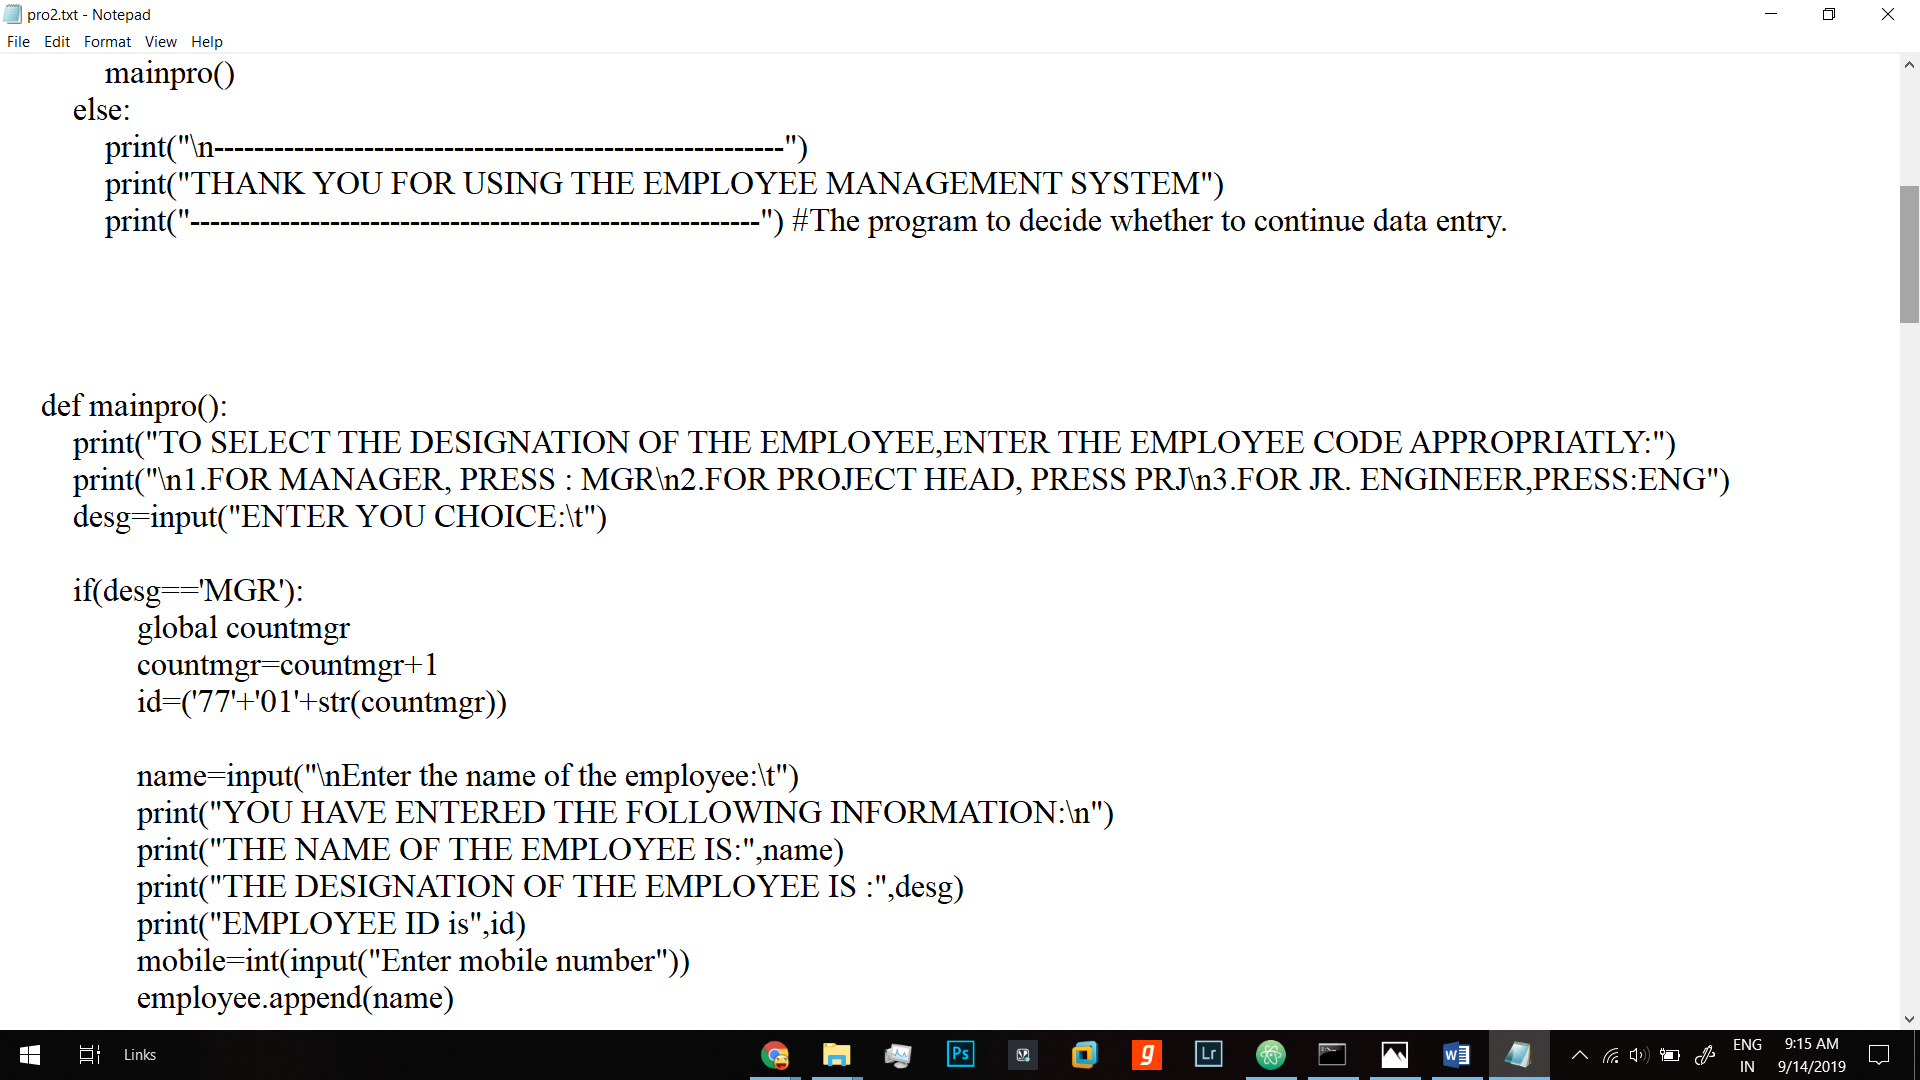 pro2.txt - Notepad
File Edit Format View Help
mainpro()
else:
print("\n---------------------------------------------------------")
print("THANK YOU FOR USING THE EMPLOYEE MANAGEMENT SYSTEM")
print("---------------------------------------------------------") #The program to decide whether to continue data entry.
def mainpro():
print("TO SELECT THE DESIGNATION OF THE EMPLOYEE,ENTER THE EMPLOYEE CODE APPROPRIATLY:")
print("\n1.FOR MANAGER, PRESS : MGR\n2.FOR PROJECT HEAD, PRESS PRJ\n3.FOR JR. ENGINEER,PRESS:ENG")
desg=input("ENTER YOU CHOICE:\t")
if(desg=='MGR'):
global countmgr
countmgr=countmgr+1
id=('77'+'01'+str(countmgr))
name=input("\nEnter the name of the employee:\t")
print("YOU HAVE ENTERED THE FOLLOWING INFORMATION:\n")
print("THE NAME OF THE EMPLOYEE IS:",name)
print("THE DESIGNATION OF THE EMPLOYEE IS :",desg)
print("EMPLOYEE ID is",id)
mobile=int(input("Enter mobile number"))
employee.append(name)
Links
Ps
g
Lr
W
ENG
IN
9:15 AM
9/14/2019